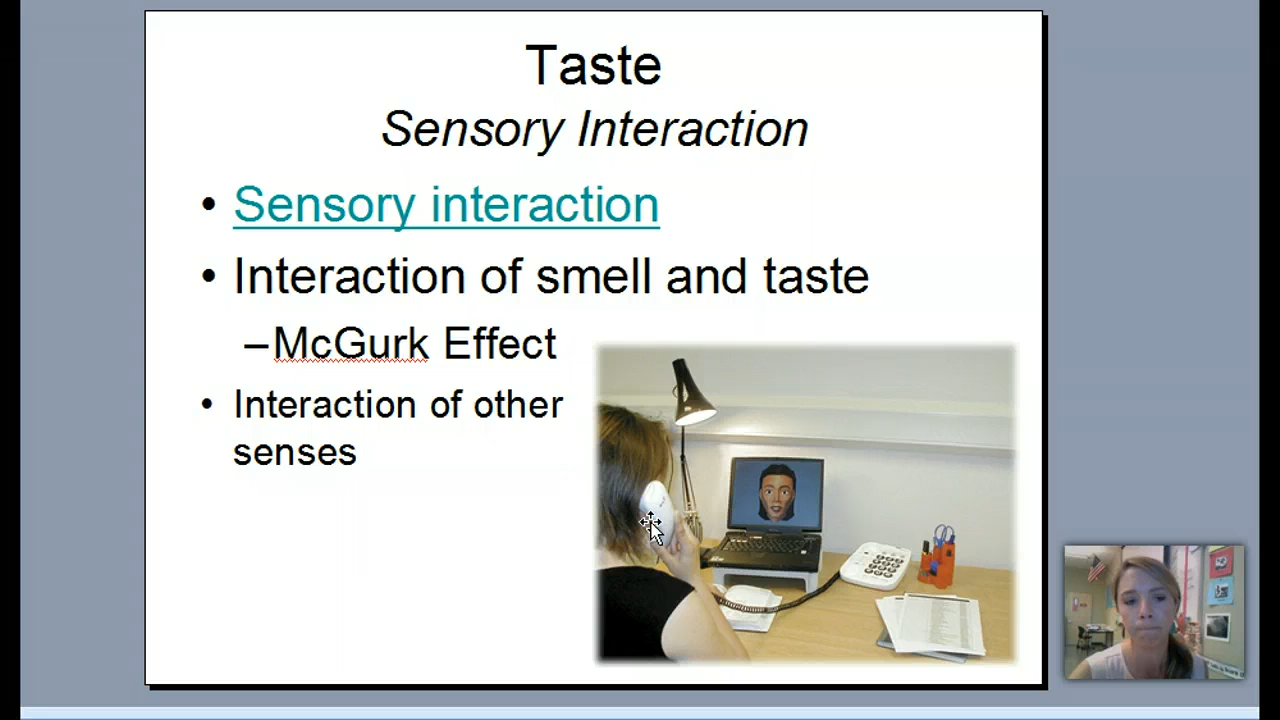 Taste
Sensory Interaction
• Sensory interaction
• Interaction of smell and taste
–McGurk Effect
• Interaction of other
senses